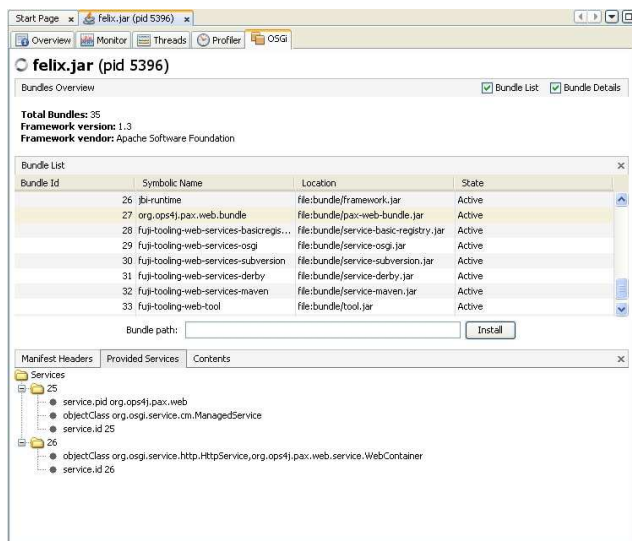 Start Page felix.jar (pid 5396)
Overview Monitor Threads Profiler OSGi
felix.jar (pid 5396)
Bundles Overview Bundle List Bundle Details
Total Bundles: 35
Framework version: 1.3
Framework vendor: Apache Software Foundation
Bundle List
Bundle Id Symbolic Name Location State
26 jbi-runtime file:bundle/framework.jar Active
27 org.ops4j.pax.web.bundle file:bundle/pax-web-bundle.jar Active
28 fuji-tooling-web-services-basicregis... file:bundle/service-basic-registry.jar Active
29 fuji-tooling-web-services-osgi file:bundle/service-osgi.jar Active
30 fuji-tooling-web-services-subversion file:bundle/service-subversion.jar Active
31 fuji-tooling-web-services-derby file:bundle/service-derby.jar Active
32 fuji-tooling-web-services-maven file:bundle/service-maven.jar Active
33 fuji-tooling-web-tool file:bundle/tool.jar Active
Bundle path: Install
Manifest Headers Provided Services Contents
Services
25
service.pid org.ops4j.pax.web
objectClass org.osgi.service.cm.ManagedService
service.id 25
26
objectClass org.osgi.service.http.HttpService,org.ops4j.pax.web.service.WebContainer
service.id 26